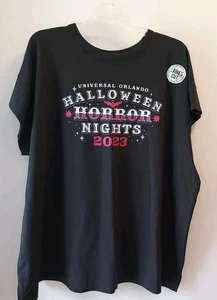 UNIVERSAL ORLANDO
HALLOWEEN
HORROR
NIGHTS
2023